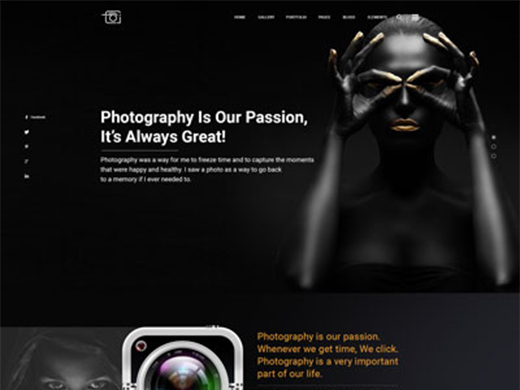 HOME GALLERY PORTFOLIO PAGES BLOGS ELEMENTS
Facebook
Photography Is Our Passion,
It's Always Great!
Photography was a way for me to freeze time and to capture the moments
that were happy and healthy. I saw a photo as a way to go back
to a memory if I ever needed to.
Photography is our passion.
Whenever we get time, We click.
Photography is a very important
part of our life.